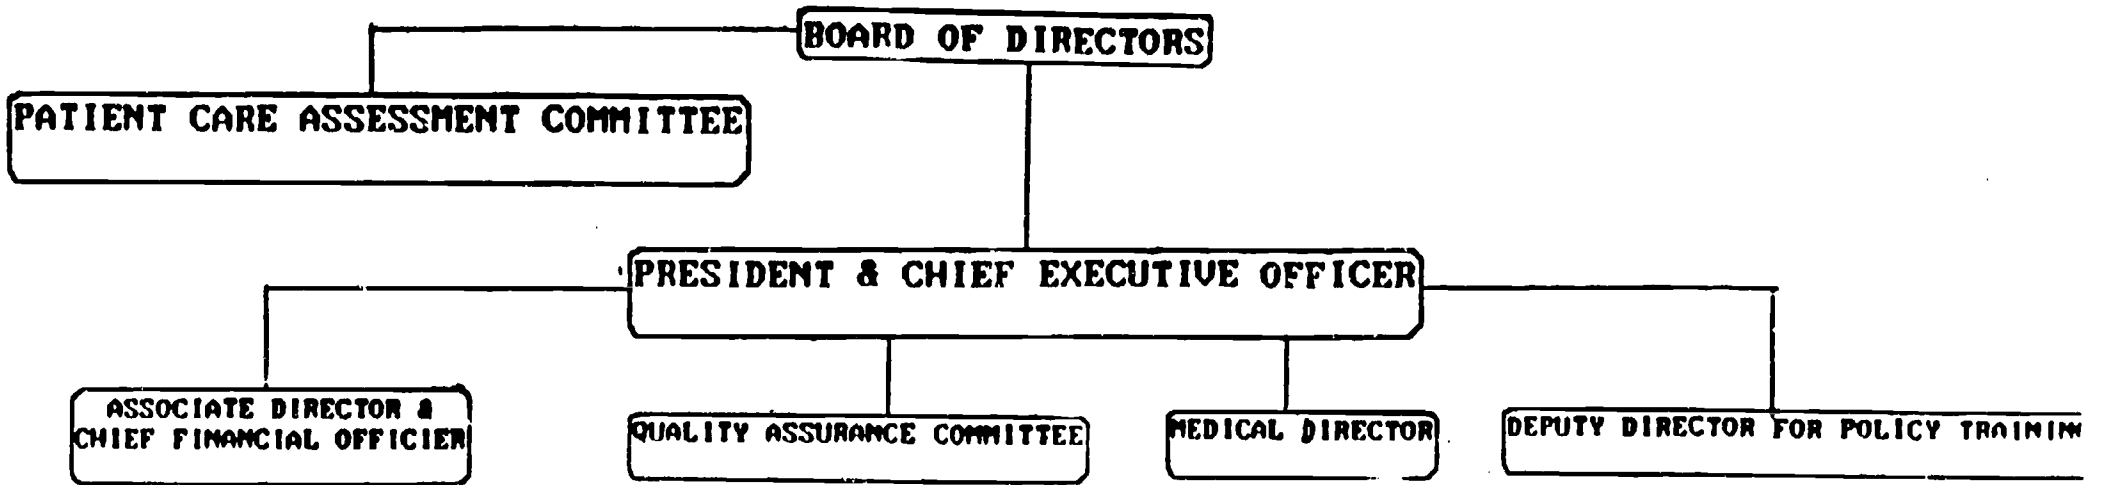 BOARD OF DIRECTORS
PATIENT CARE ASSESSMENT COMMITTEE
PRESIDENT & CHIEF EXECUTIVE OFFICER
ASSOCIATE DIRECTOR &
CHIEF FINANCIAL OFFICIER
QUALITY ASSURANCE COMMITTEE
MEDICAL DIRECTOR
DEPUTY DIRECTOR FOR POLICY